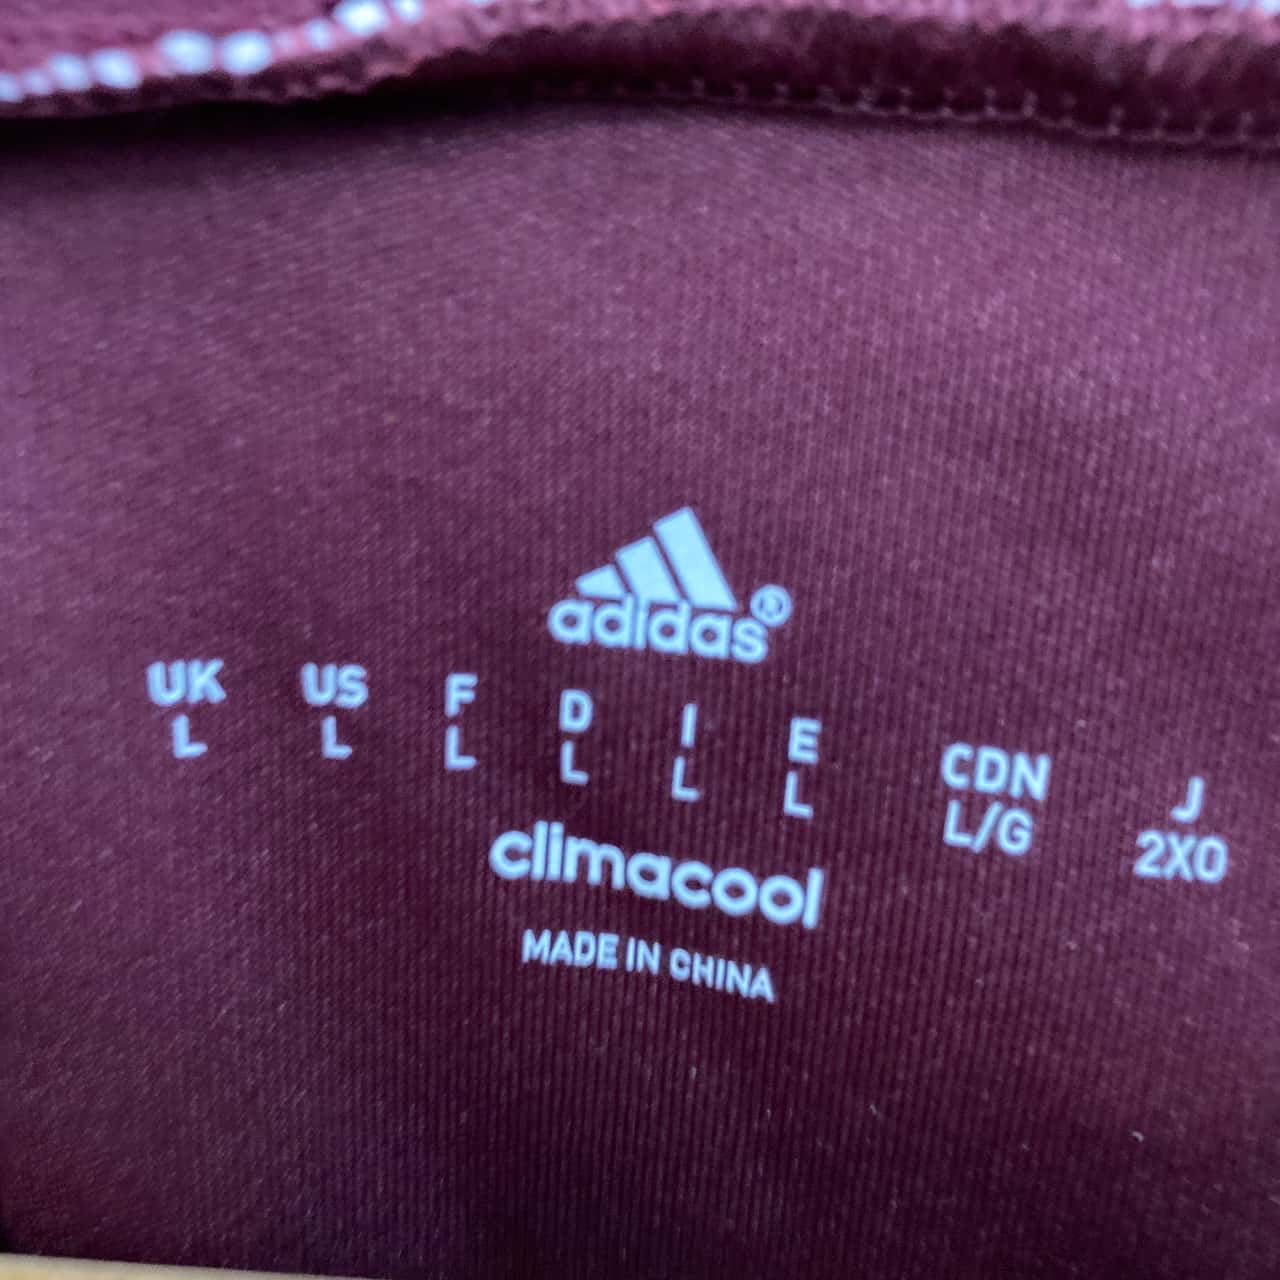 adidas®
UK US F D I E CDN J
L L L L L L L/G 2XO
climacool
MADE IN CHINA